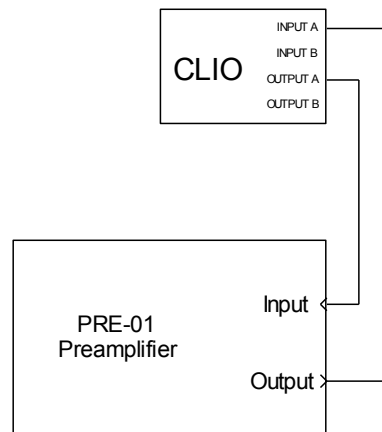 INPUT A
INPUT B
CLIO
OUTPUT A
OUTPUT B
Input
PRE-01
Preamplifier
Output